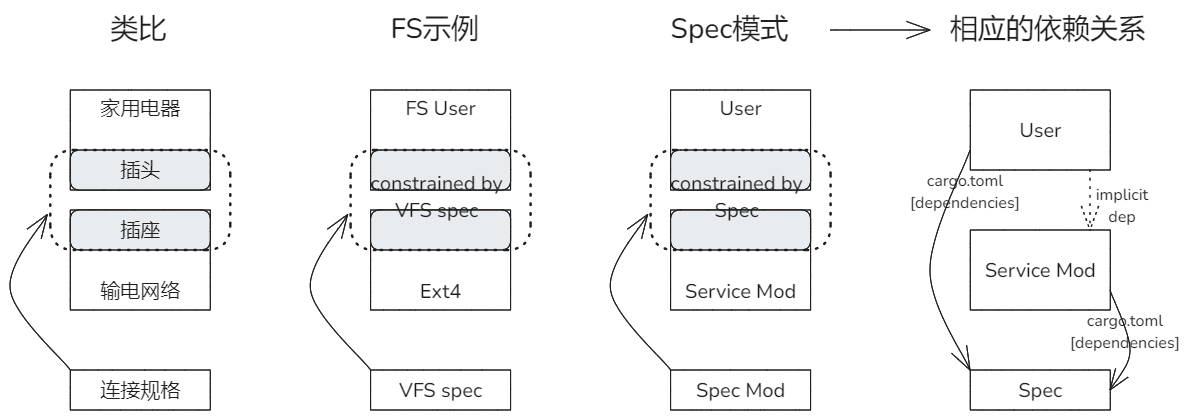 类比
FS示例
Spec模式
相应的依赖关系
家用电器
插头
插座
输电网络
连接规格
FS User
constrained by
VFS spec
Ext4
VFS spec
User
constrained by
Spec
Service Mod
Spec Mod
User
cargo.toml
[dependencies]
implicit
dep
Service Mod
cargo.toml
[dependencies]
Spec